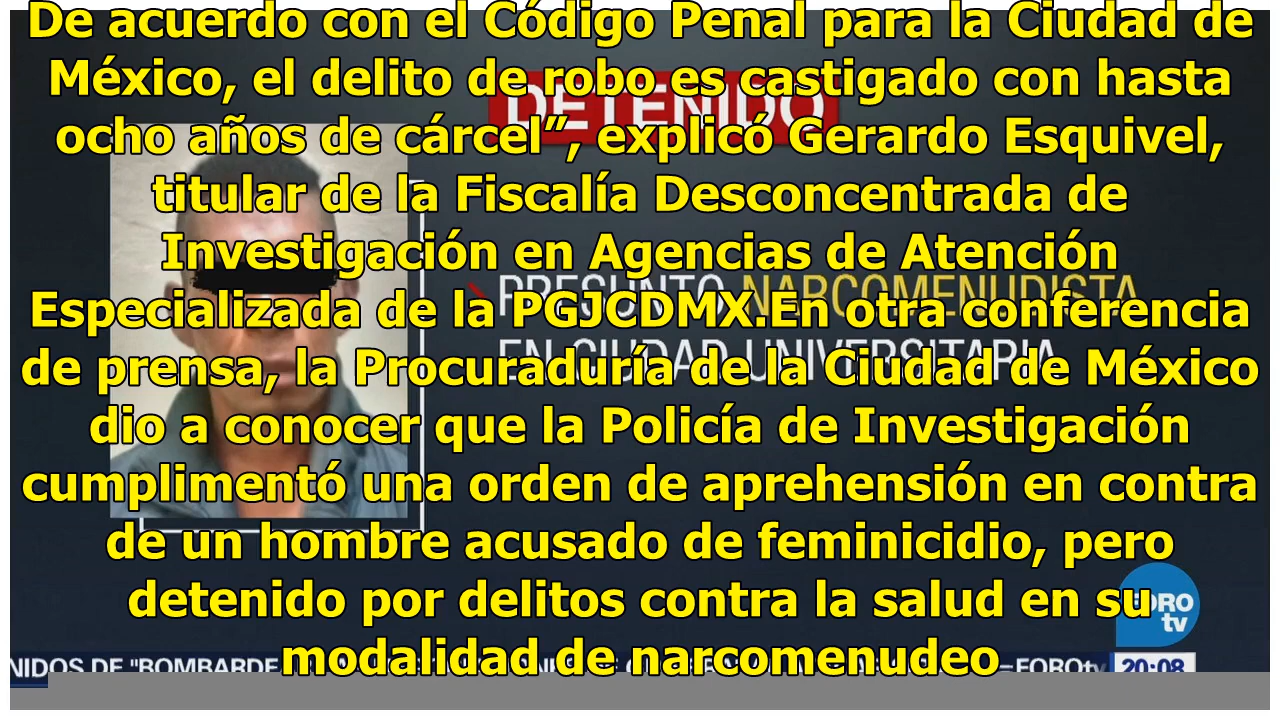 De acuerdo con el Código Penal para la Ciudad de
México, el delito de robo es castigado con hasta
DETENIDO
ocho años de cárcel”, explicó Gerardo Esquivel,
titular de la Fiscalía Desconcentrada de
Investigación en Agencias de Atención
PRESUNTO NARCOMENUDISTA
Especializada de la PGJCDMX.En otra conferencia
EN CIUDAD UNIVERSITARIA
de prensa, la Procuraduría de la Ciudad de México
dio a conocer que la Policía de Investigación
cumplimentó una orden de aprehensión en contra
de un hombre acusado de feminicidio, pero
detenido por delitos contra la salud en su
FORO
tv
modalidad de narcomenudeo
NIDOS DE "BOMBARDE FOROtv 20:08